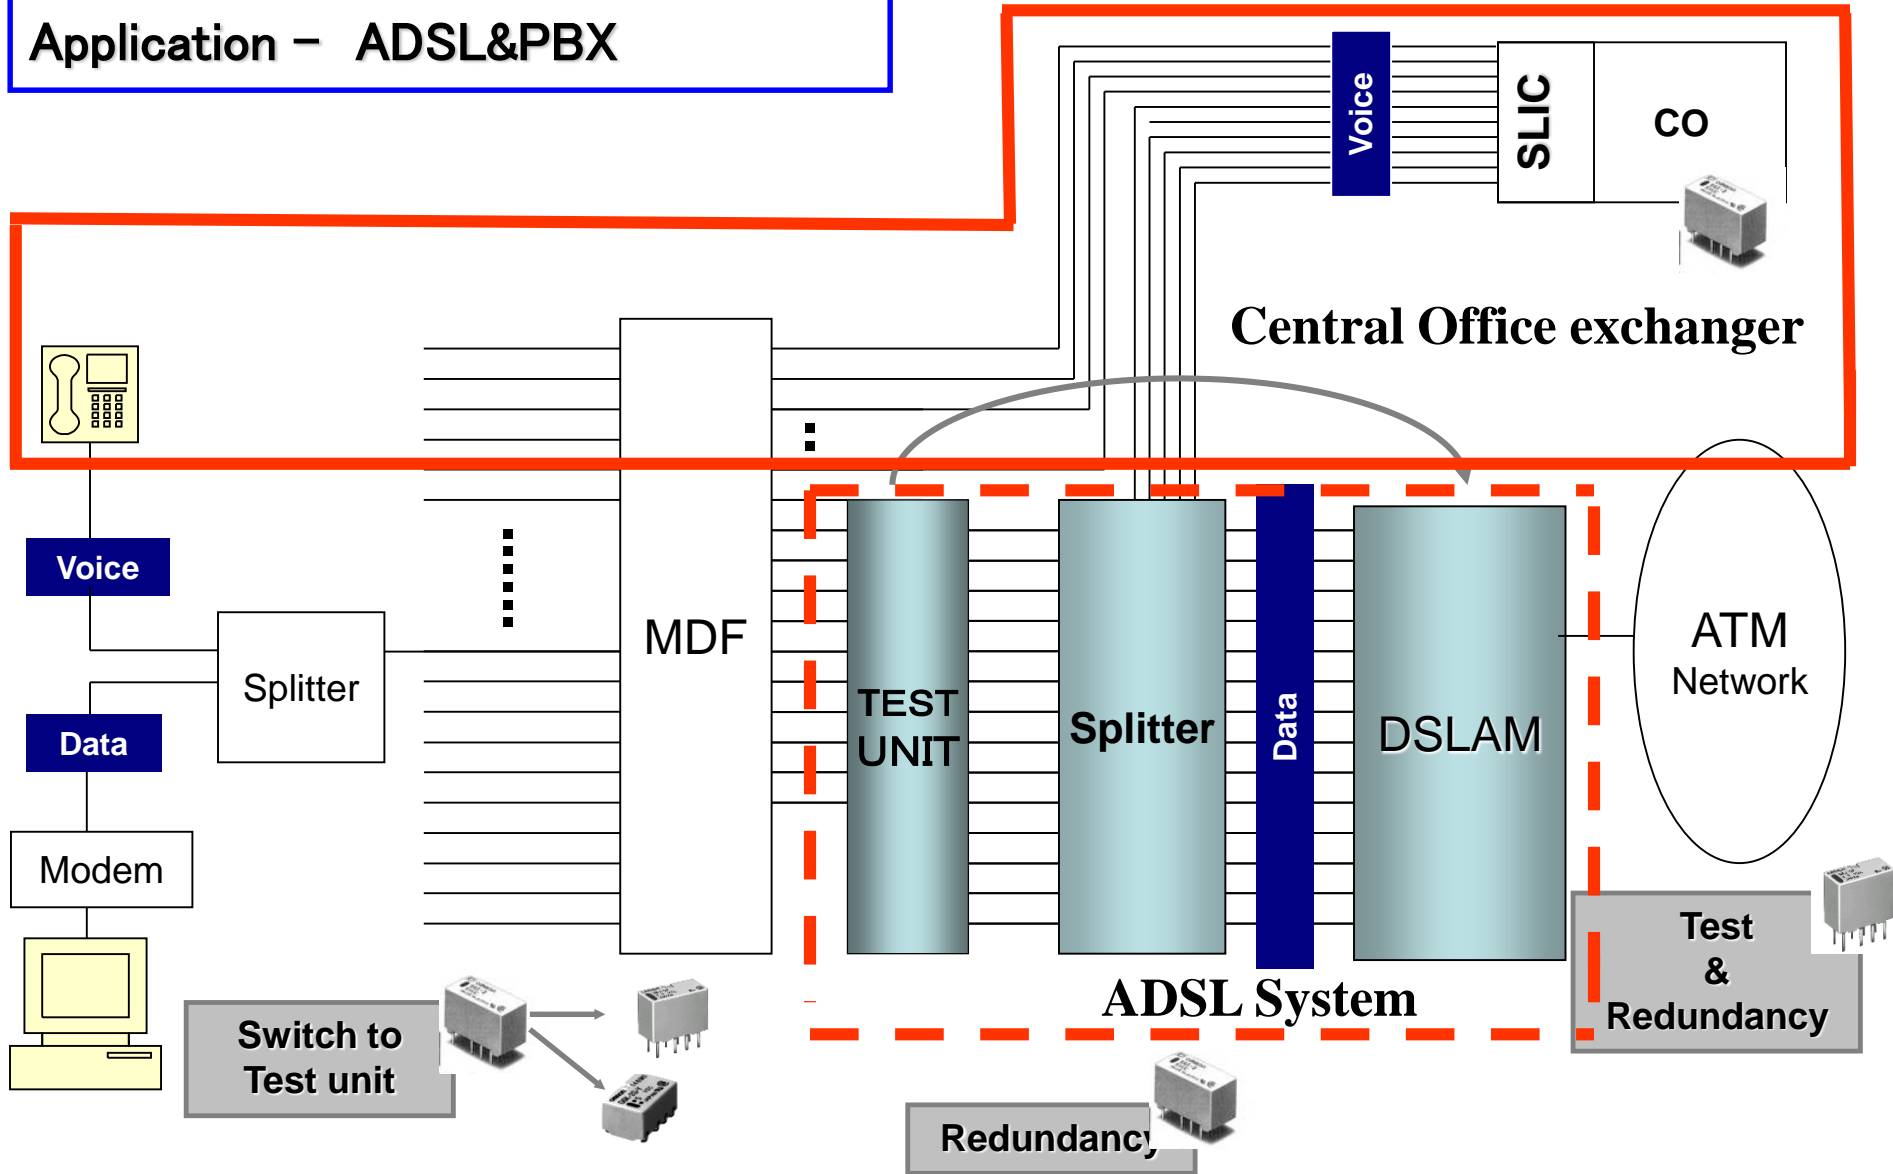 Application － ADSL&PBX
Voice
SLIC
CO
Central Office exchanger
Voice
Splitter
Data
Modem
MDF
TEST
UNIT
Splitter
Data
DSLAM
ATM
Network
ADSL System
Switch to
Test unit
Redundancy
Test
&
Redundancy